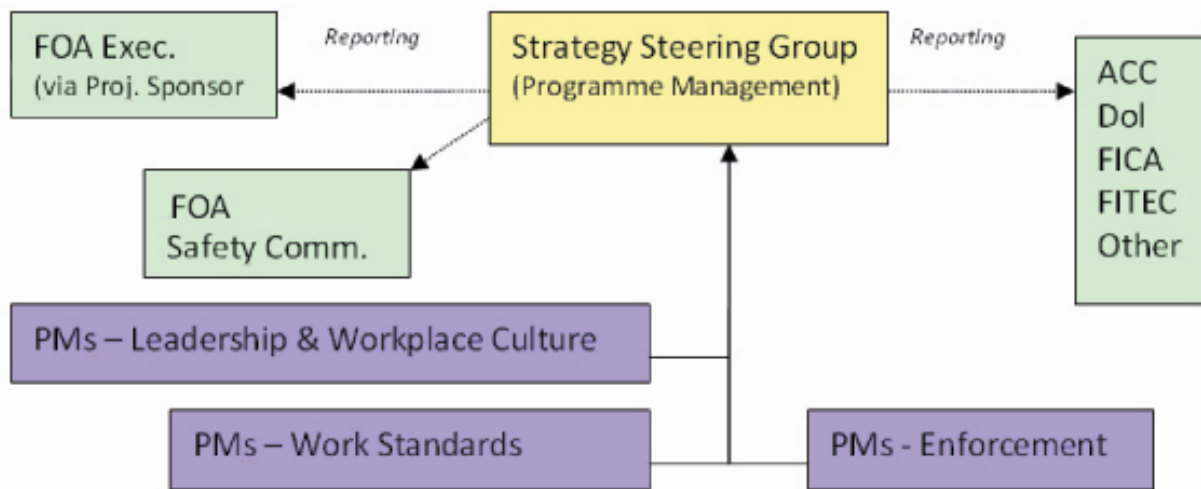 FOA Exec.
(via Proj. Sponsor
Reporting
Strategy Steering Group
(Programme Management)
Reporting
ACC
DoI
FICA
FITEC
Other
FOA
Safety Comm.
PMs – Leadership & Workplace Culture
PMs – Work Standards
PMs - Enforcement